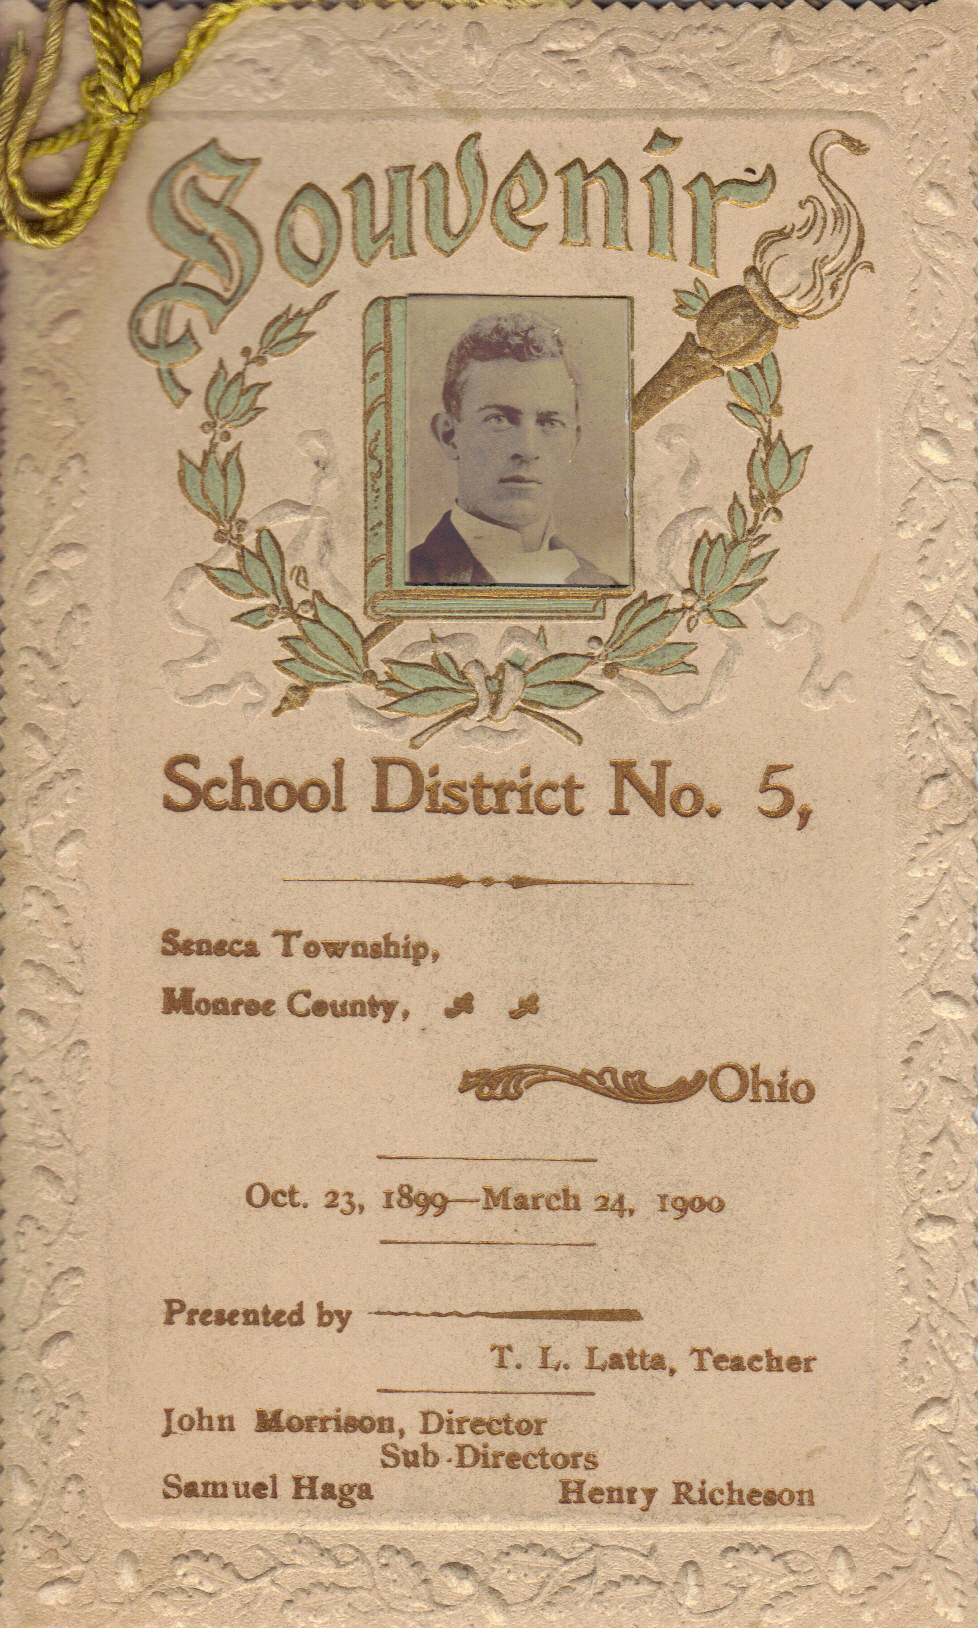 Souvenir
School District No. 5,
Seneca Township,
Monroe County,
Ohio
Oct. 23, 1899—March 24, 1900
Presented by
T. L. Latta, Teacher
John Morrison, Director
Sub-Directors
Samuel Haga Henry Richeson